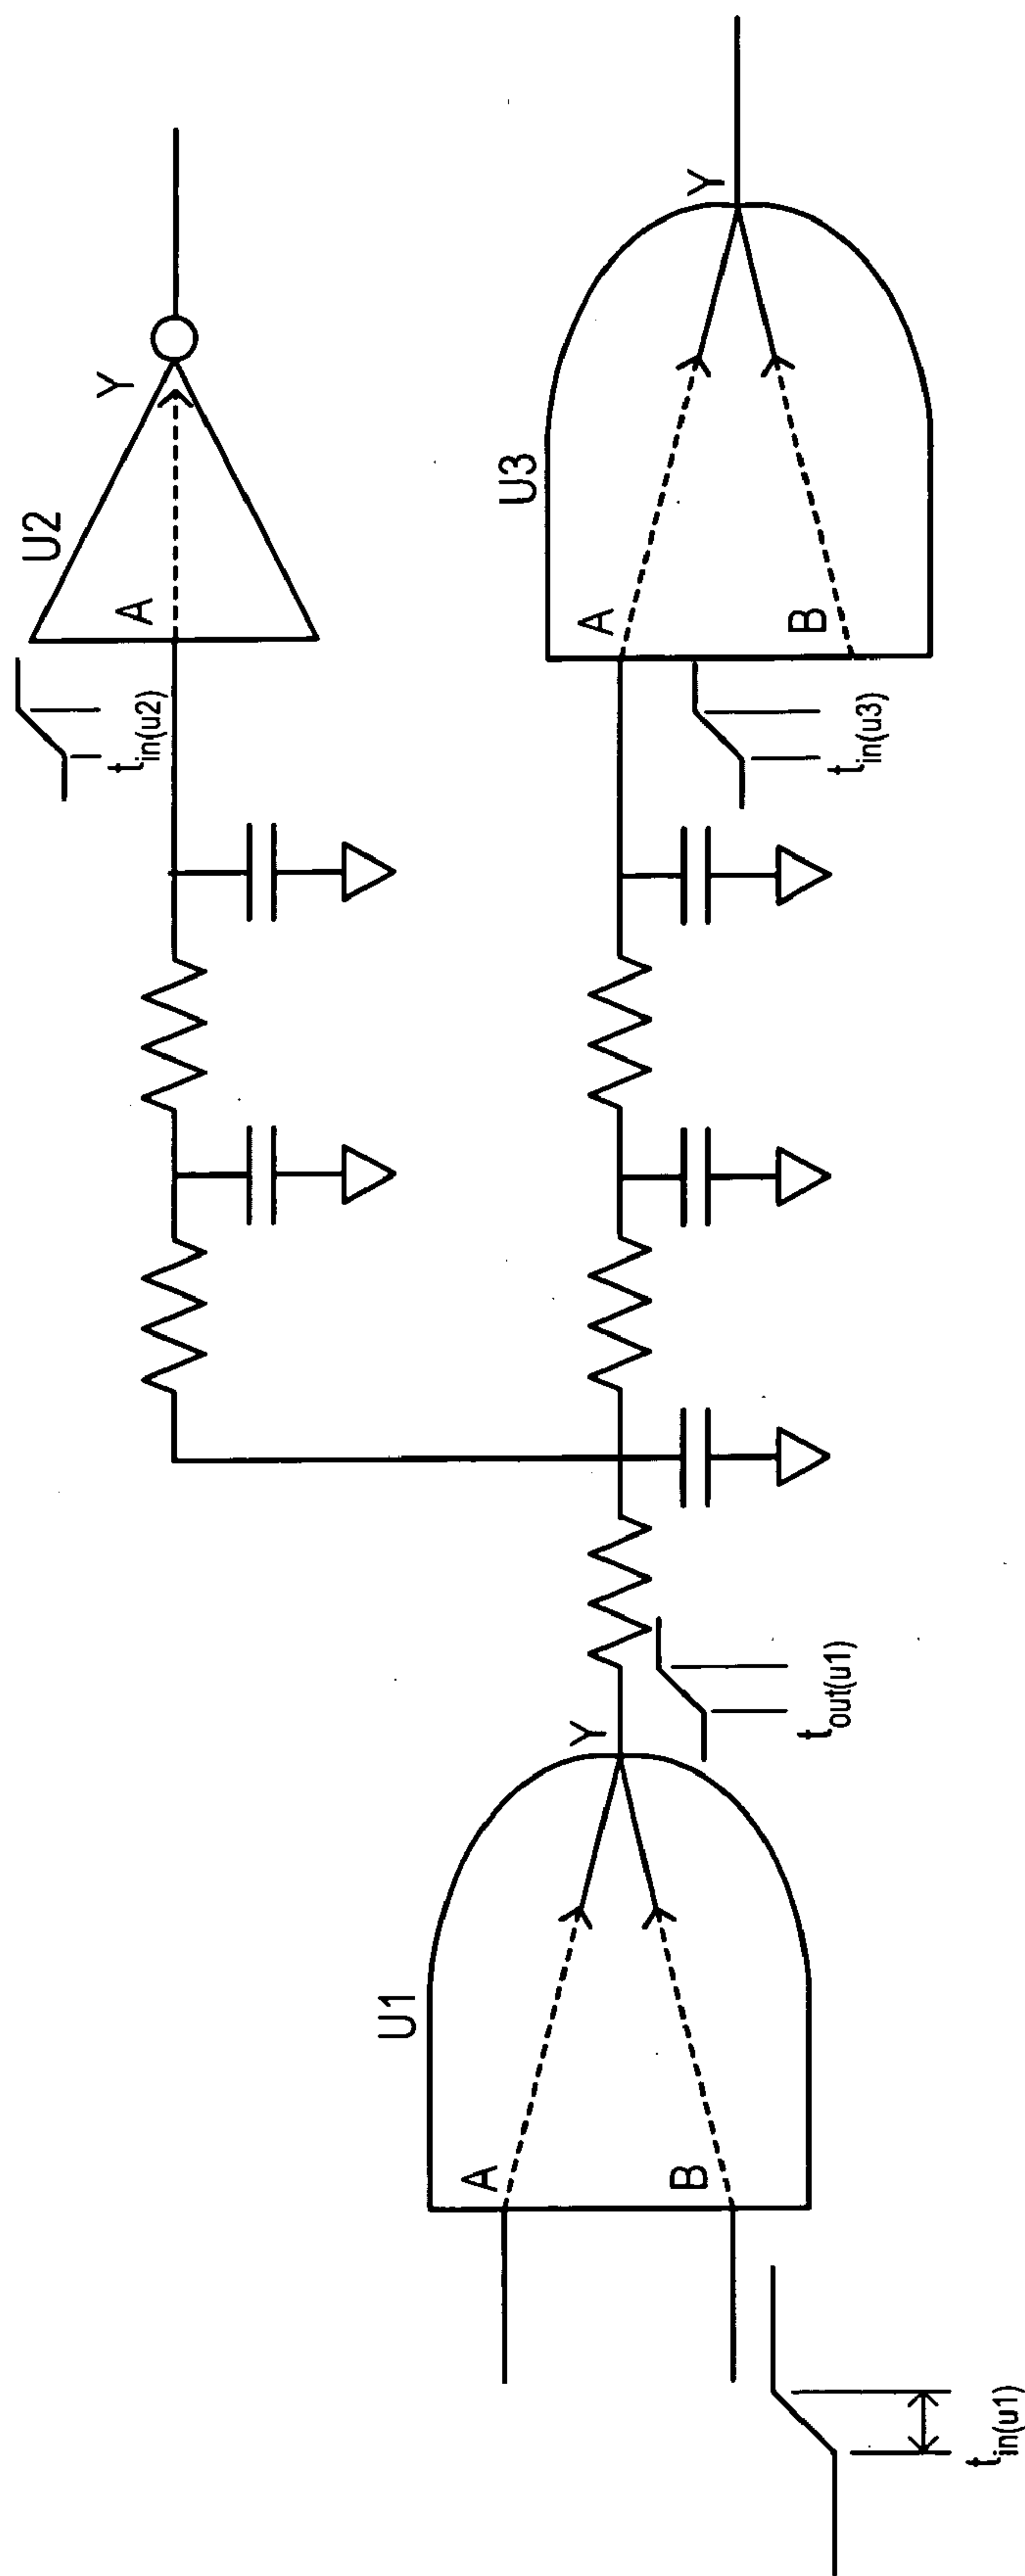 U2
A
Y
t_in(u2)
U3
A
B
Y
t_in(u3)
U1
A
B
Y
t_out(u1)
t_in(u1)